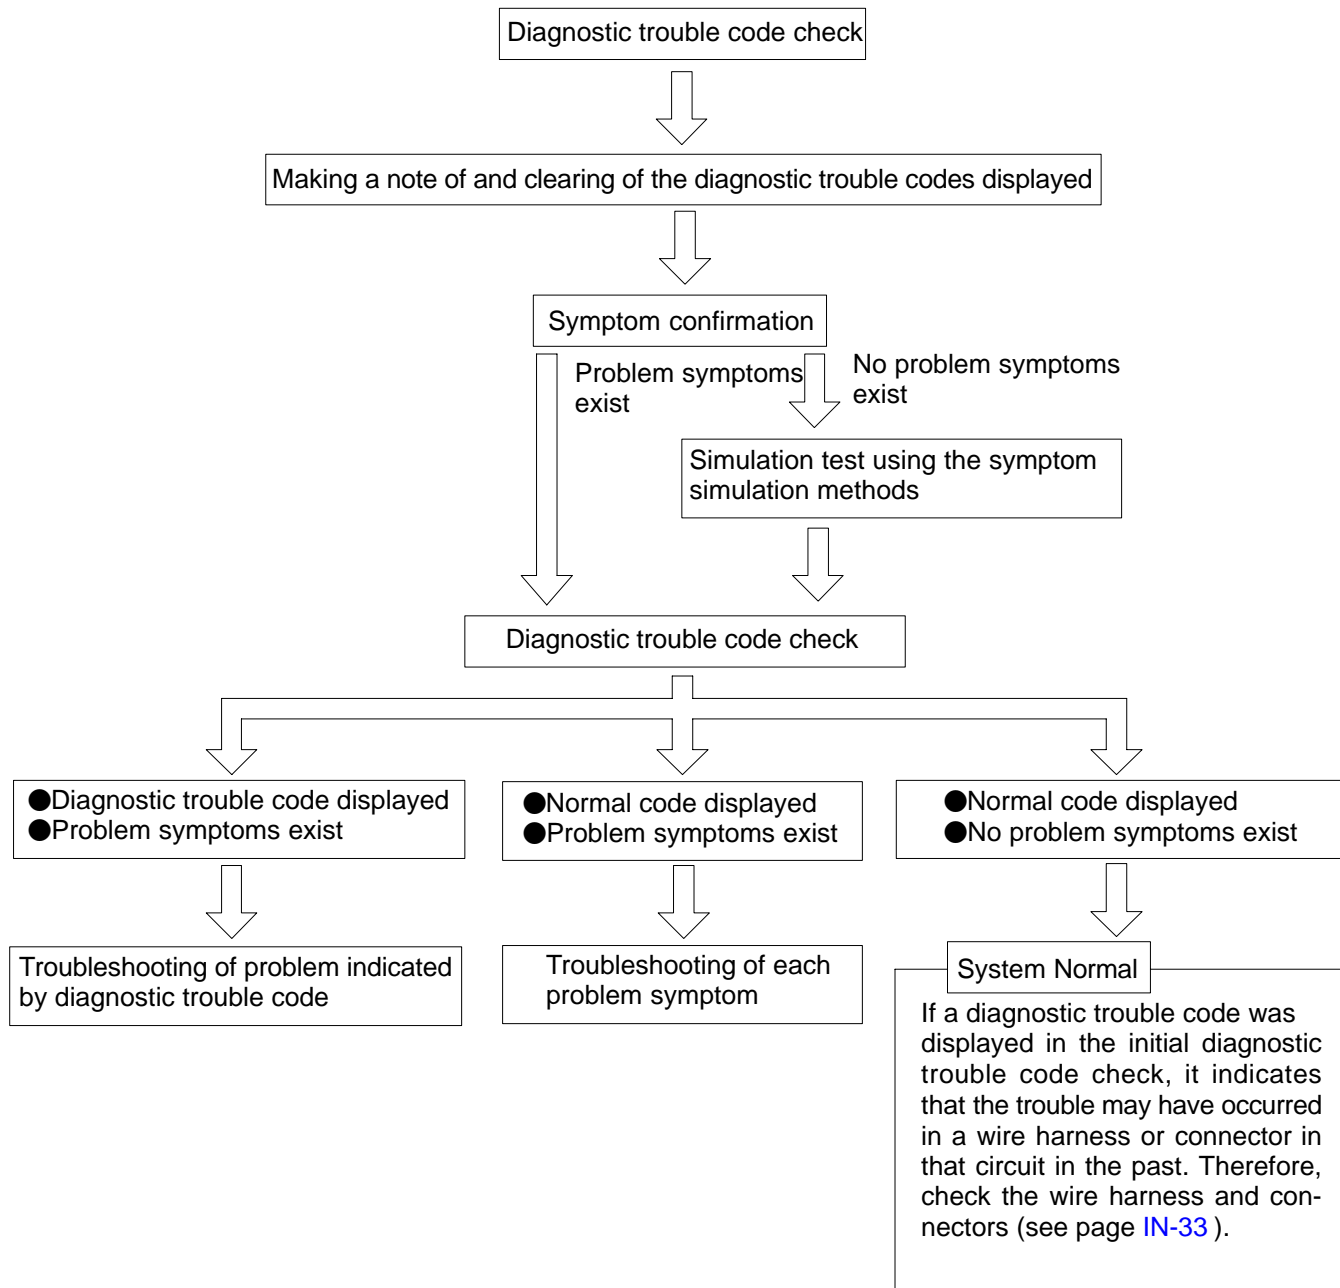 Diagnostic trouble code check
Making a note of and clearing of the diagnostic trouble codes displayed
Symptom confirmation
Problem symptoms
exist
No problem symptoms
exist
Simulation test using the symptom
simulation methods
Diagnostic trouble code check
●Diagnostic trouble code displayed
●Problem symptoms exist
●Normal code displayed
●Problem symptoms exist
●Normal code displayed
●No problem symptoms exist
Troubleshooting of problem indicated
by diagnostic trouble code
Troubleshooting of each
problem symptom
System Normal
If a diagnostic trouble code was
displayed in the initial diagnostic
trouble code check, it indicates
that the trouble may have occurred
in a wire harness or connector in
that circuit in the past. Therefore,
check the wire harness and con-
nectors (see page IN-33 ).